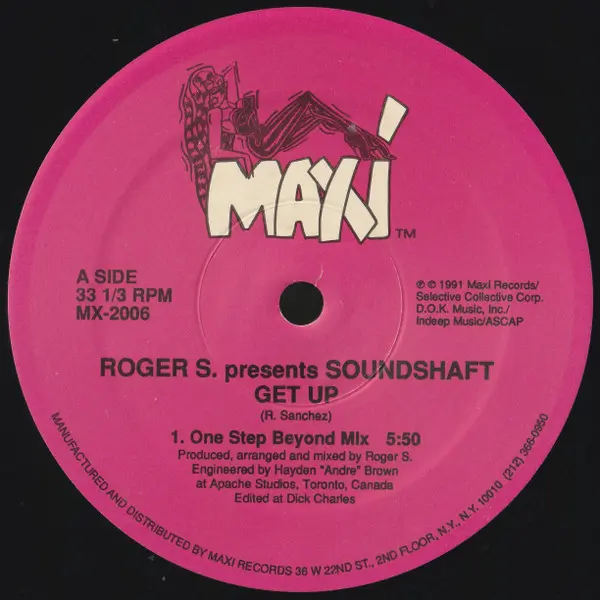 MAXI
TM
A SIDE
33 1/3 RPM
MX-2006
℗ © 1991 Maxi Records/
Selective Collective Corp.
D.O.K. Music, Inc./
Indeep Music/ASCAP
ROGER S. presents SOUNDSHAFT
GET UP
(R. Sanchez)
1. One Step Beyond Mix 5:50
Produced, arranged and mixed by Roger S.
Engineered by Hayden "Andre" Brown
at Apache Studios, Toronto, Canada
Edited at Dick Charles
MANUFACTURED AND DISTRIBUTED BY MAXI RECORDS 36 W 22ND ST., 2ND FLOOR, N.Y., N.Y. 10010 (212) 366-0950